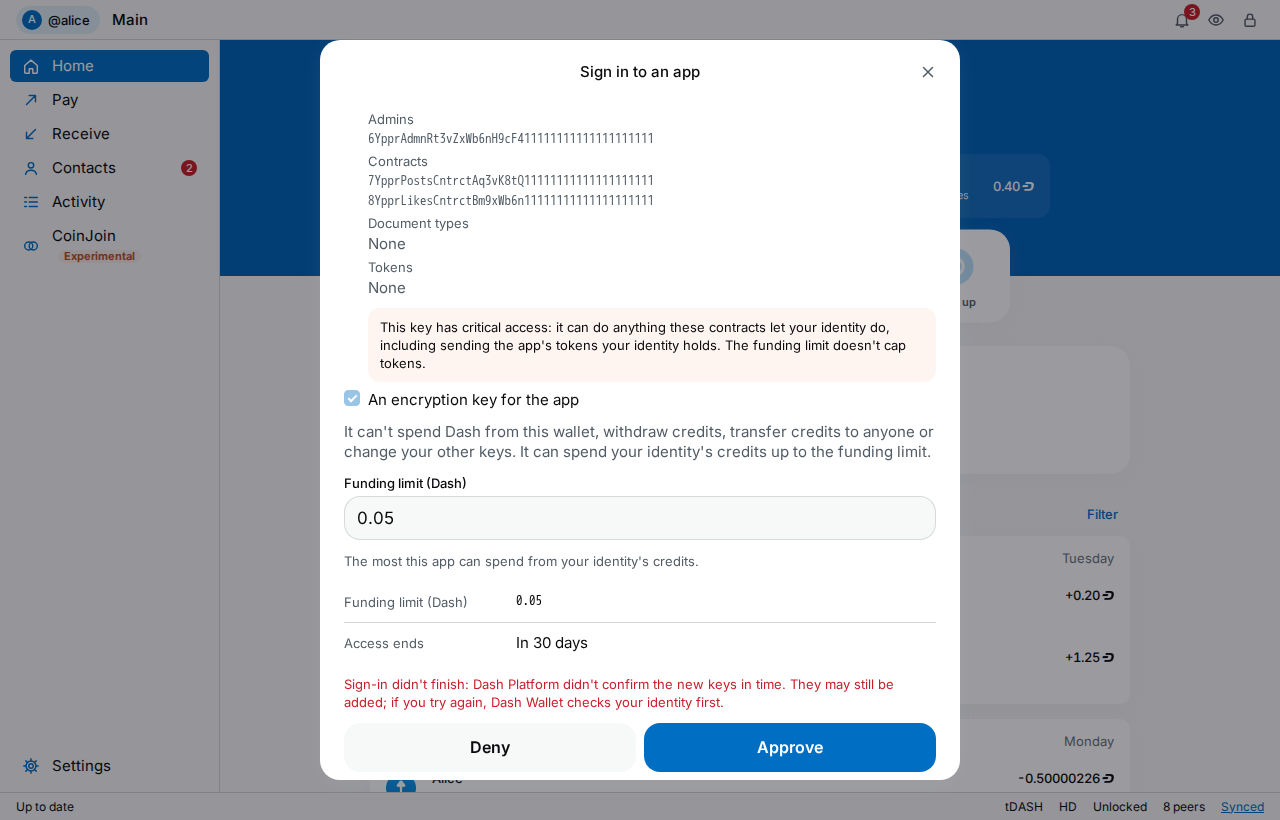 A @alice Main 3
Sign in to an app
Home
Pay
Receive
Contacts 2
Activity
CoinJoin
Experimental
Settings
Admins
6YpprAdmnRt3vZxWb6nH9cF41111111111111111111
Contracts
7YpprPostsCntrctAq3vK8tQ11111111111111111111
8YpprLikesCntrctBm9xWb6n11111111111111111111
Document types
None
Tokens
None
This key has critical access: it can do anything these contracts let your identity do,
including sending the app's tokens your identity holds. The funding limit doesn't cap
tokens.
An encryption key for the app
It can't spend Dash from this wallet, withdraw credits, transfer credits to anyone or
change your other keys. It can spend your identity's credits up to the funding limit.
Funding limit (Dash)
0.05
The most this app can spend from your identity's credits.
Funding limit (Dash) 0.05
Access ends In 30 days
Sign-in didn't finish: Dash Platform didn't confirm the new keys in time. They may still be
added; if you try again, Dash Wallet checks your identity first.
Deny Approve
0.40
up
Filter
Tuesday
+0.20
+1.25
Monday
-0.50000226
Up to date tDASH HD Unlocked 8 peers Synced